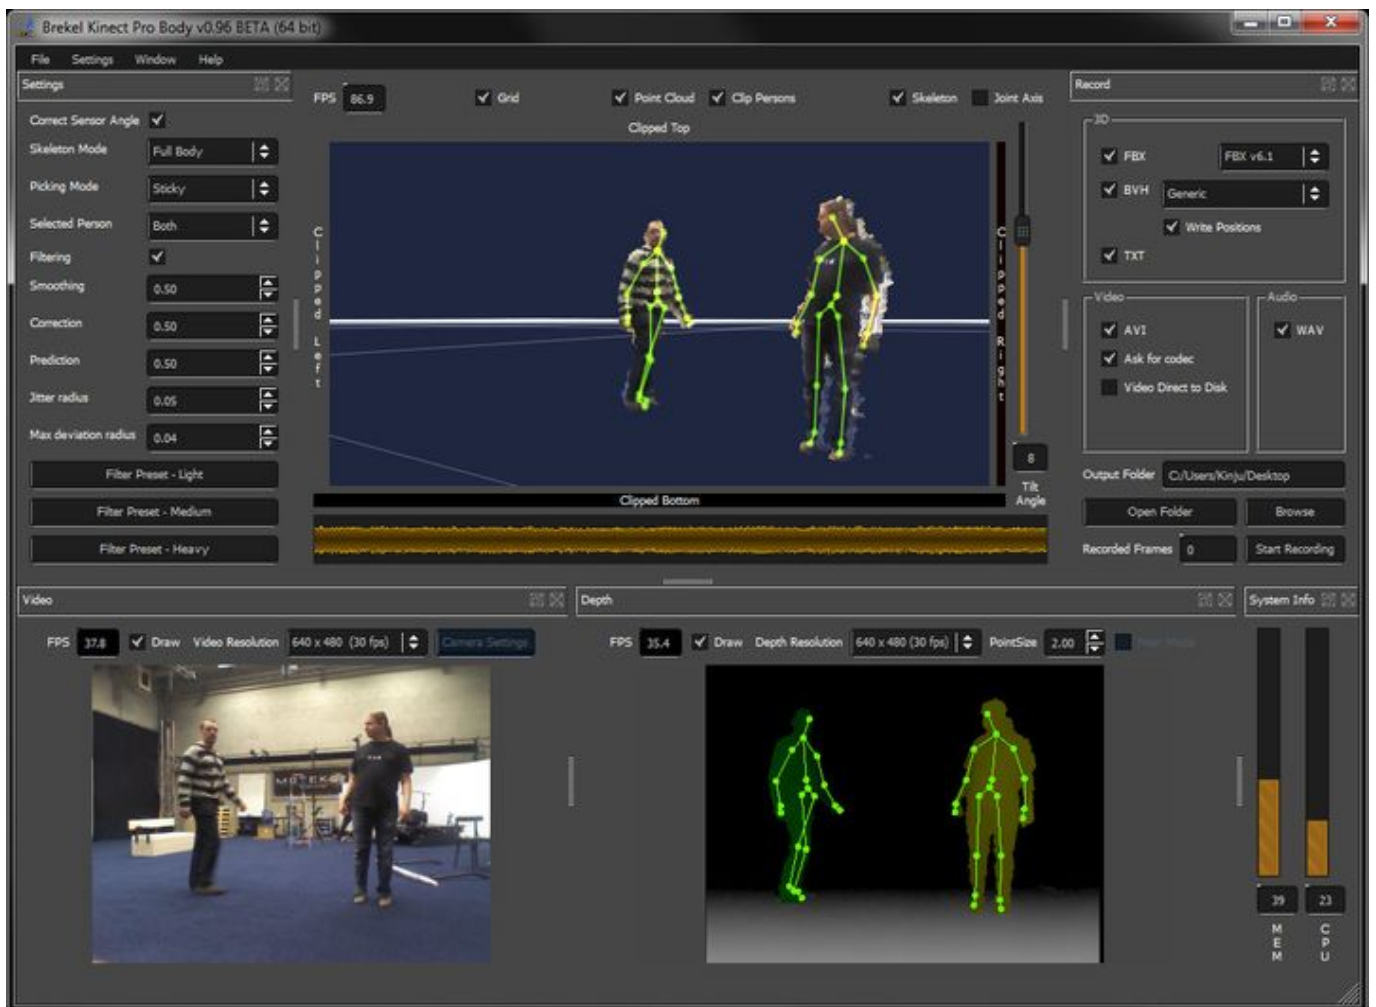 Brekel Kinect Pro Body v0.96 BETA (64 bit)
File Settings Window Help
Settings
Correct Sensor Angle
Skeleton Mode Full Body
Picking Mode Sticky
Selected Person Both
Filtering
Smoothing 0.50
Correction 0.50
Prediction 0.50
Jitter radius 0.05
Max deviation radius 0.04
Filter Preset - Light
Filter Preset - Medium
Filter Preset - Heavy
FPS 86.9 Grid Point Cloud Clip Persons Skeleton Joint Axis
Clipped Top
Clipped Left
Clipped Right
8
Tilt
Angle
Clipped Bottom
Record
3D
FBX FBX v6.1
BVH Generic
Write Positions
TXT
Video
AVI
Ask for codec
Video Direct to Disk
Audio
WAV
Output Folder C:/Users/Kinju/Desktop
Open Folder Browse
Recorded Frames 0 Start Recording
Video
FPS 37.8 Draw Video Resolution 640 x 480 (30 fps) Camera Settings
MOTEK
Depth
FPS 35.4 Draw Depth Resolution 640 x 480 (30 fps) PointSize 2.00
System Info
39 23
MEM
CPU